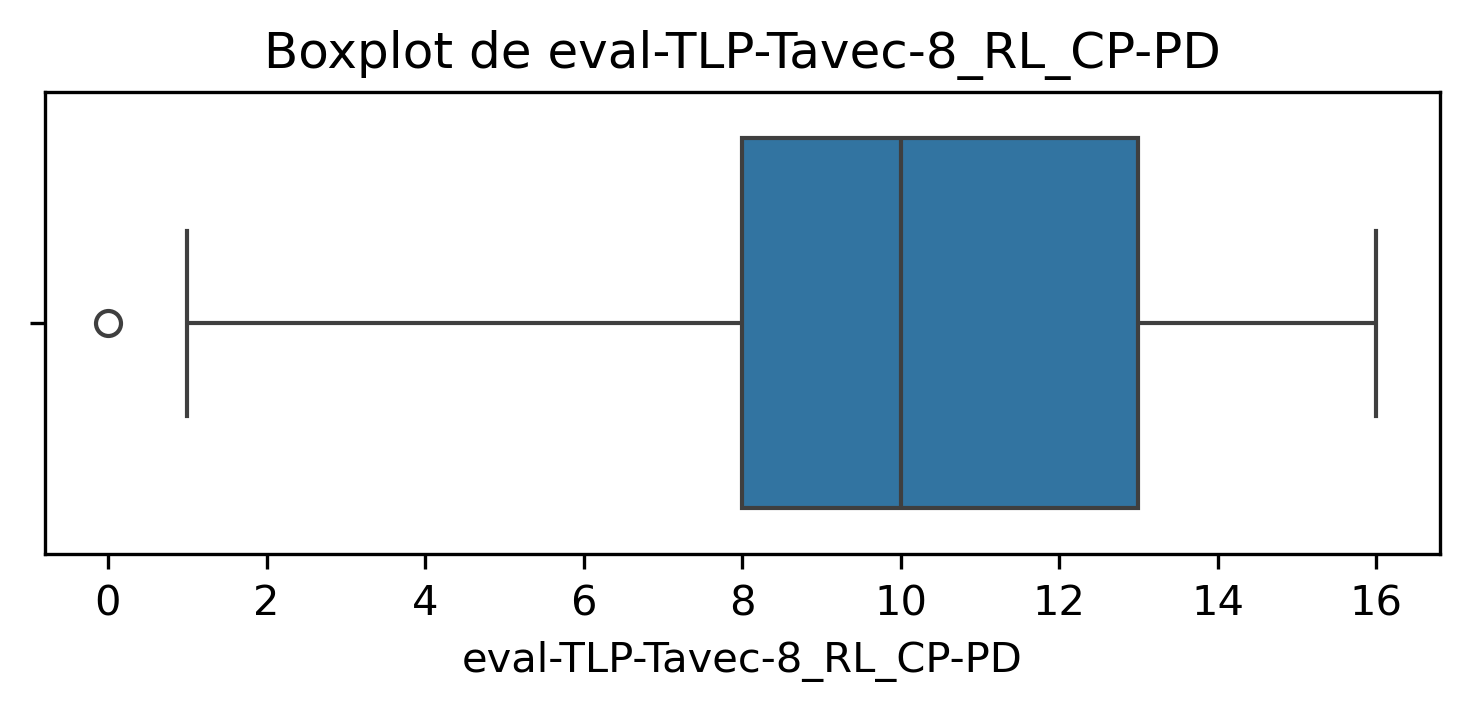 Boxplot de eval-TLP-Tavec-8_RL_CP-PD
0 2 4 6 8 10 12 14 16
eval-TLP-Tavec-8_RL_CP-PD